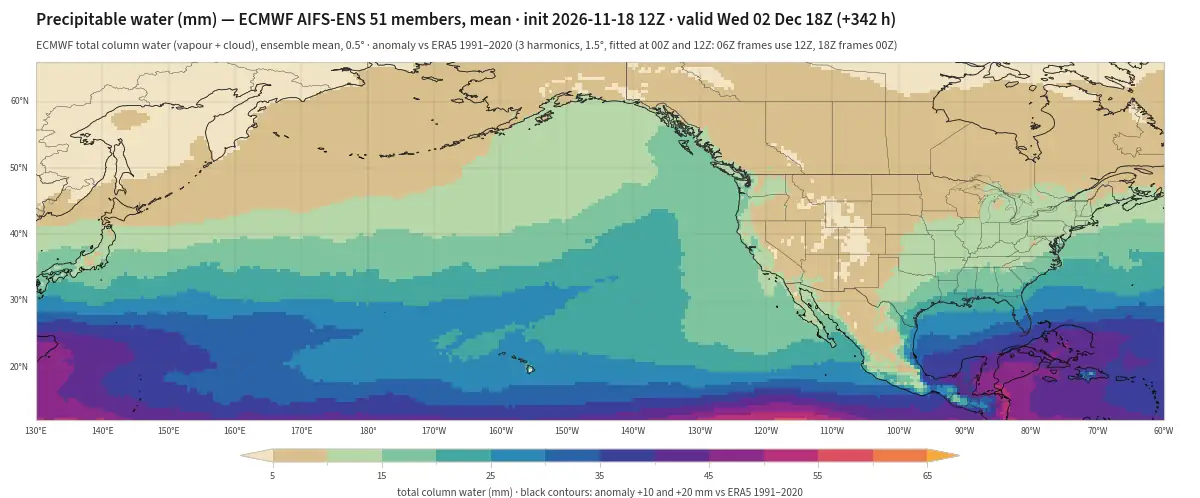 Precipitable water (mm) — ECMWF AIFS-ENS 51 members, mean · init 2026-11-18 12Z · valid Wed 02 Dec 18Z (+342 h)
ECMWF total column water (vapour + cloud), ensemble mean, 0.5° · anomaly vs ERA5 1991–2020 (3 harmonics, 1.5°, fitted at 00Z and 12Z: 06Z frames use 12Z, 18Z frames 00Z)
60°N
50°N
40°N
30°N
20°N
130°E 140°E 150°E 160°E 170°E 180° 170°W 160°W 150°W 140°W 130°W 120°W 110°W 100°W 90°W 80°W 70°W 60°W
5 15 25 35 45 55 65
total column water (mm) · black contours: anomaly +10 and +20 mm vs ERA5 1991–2020